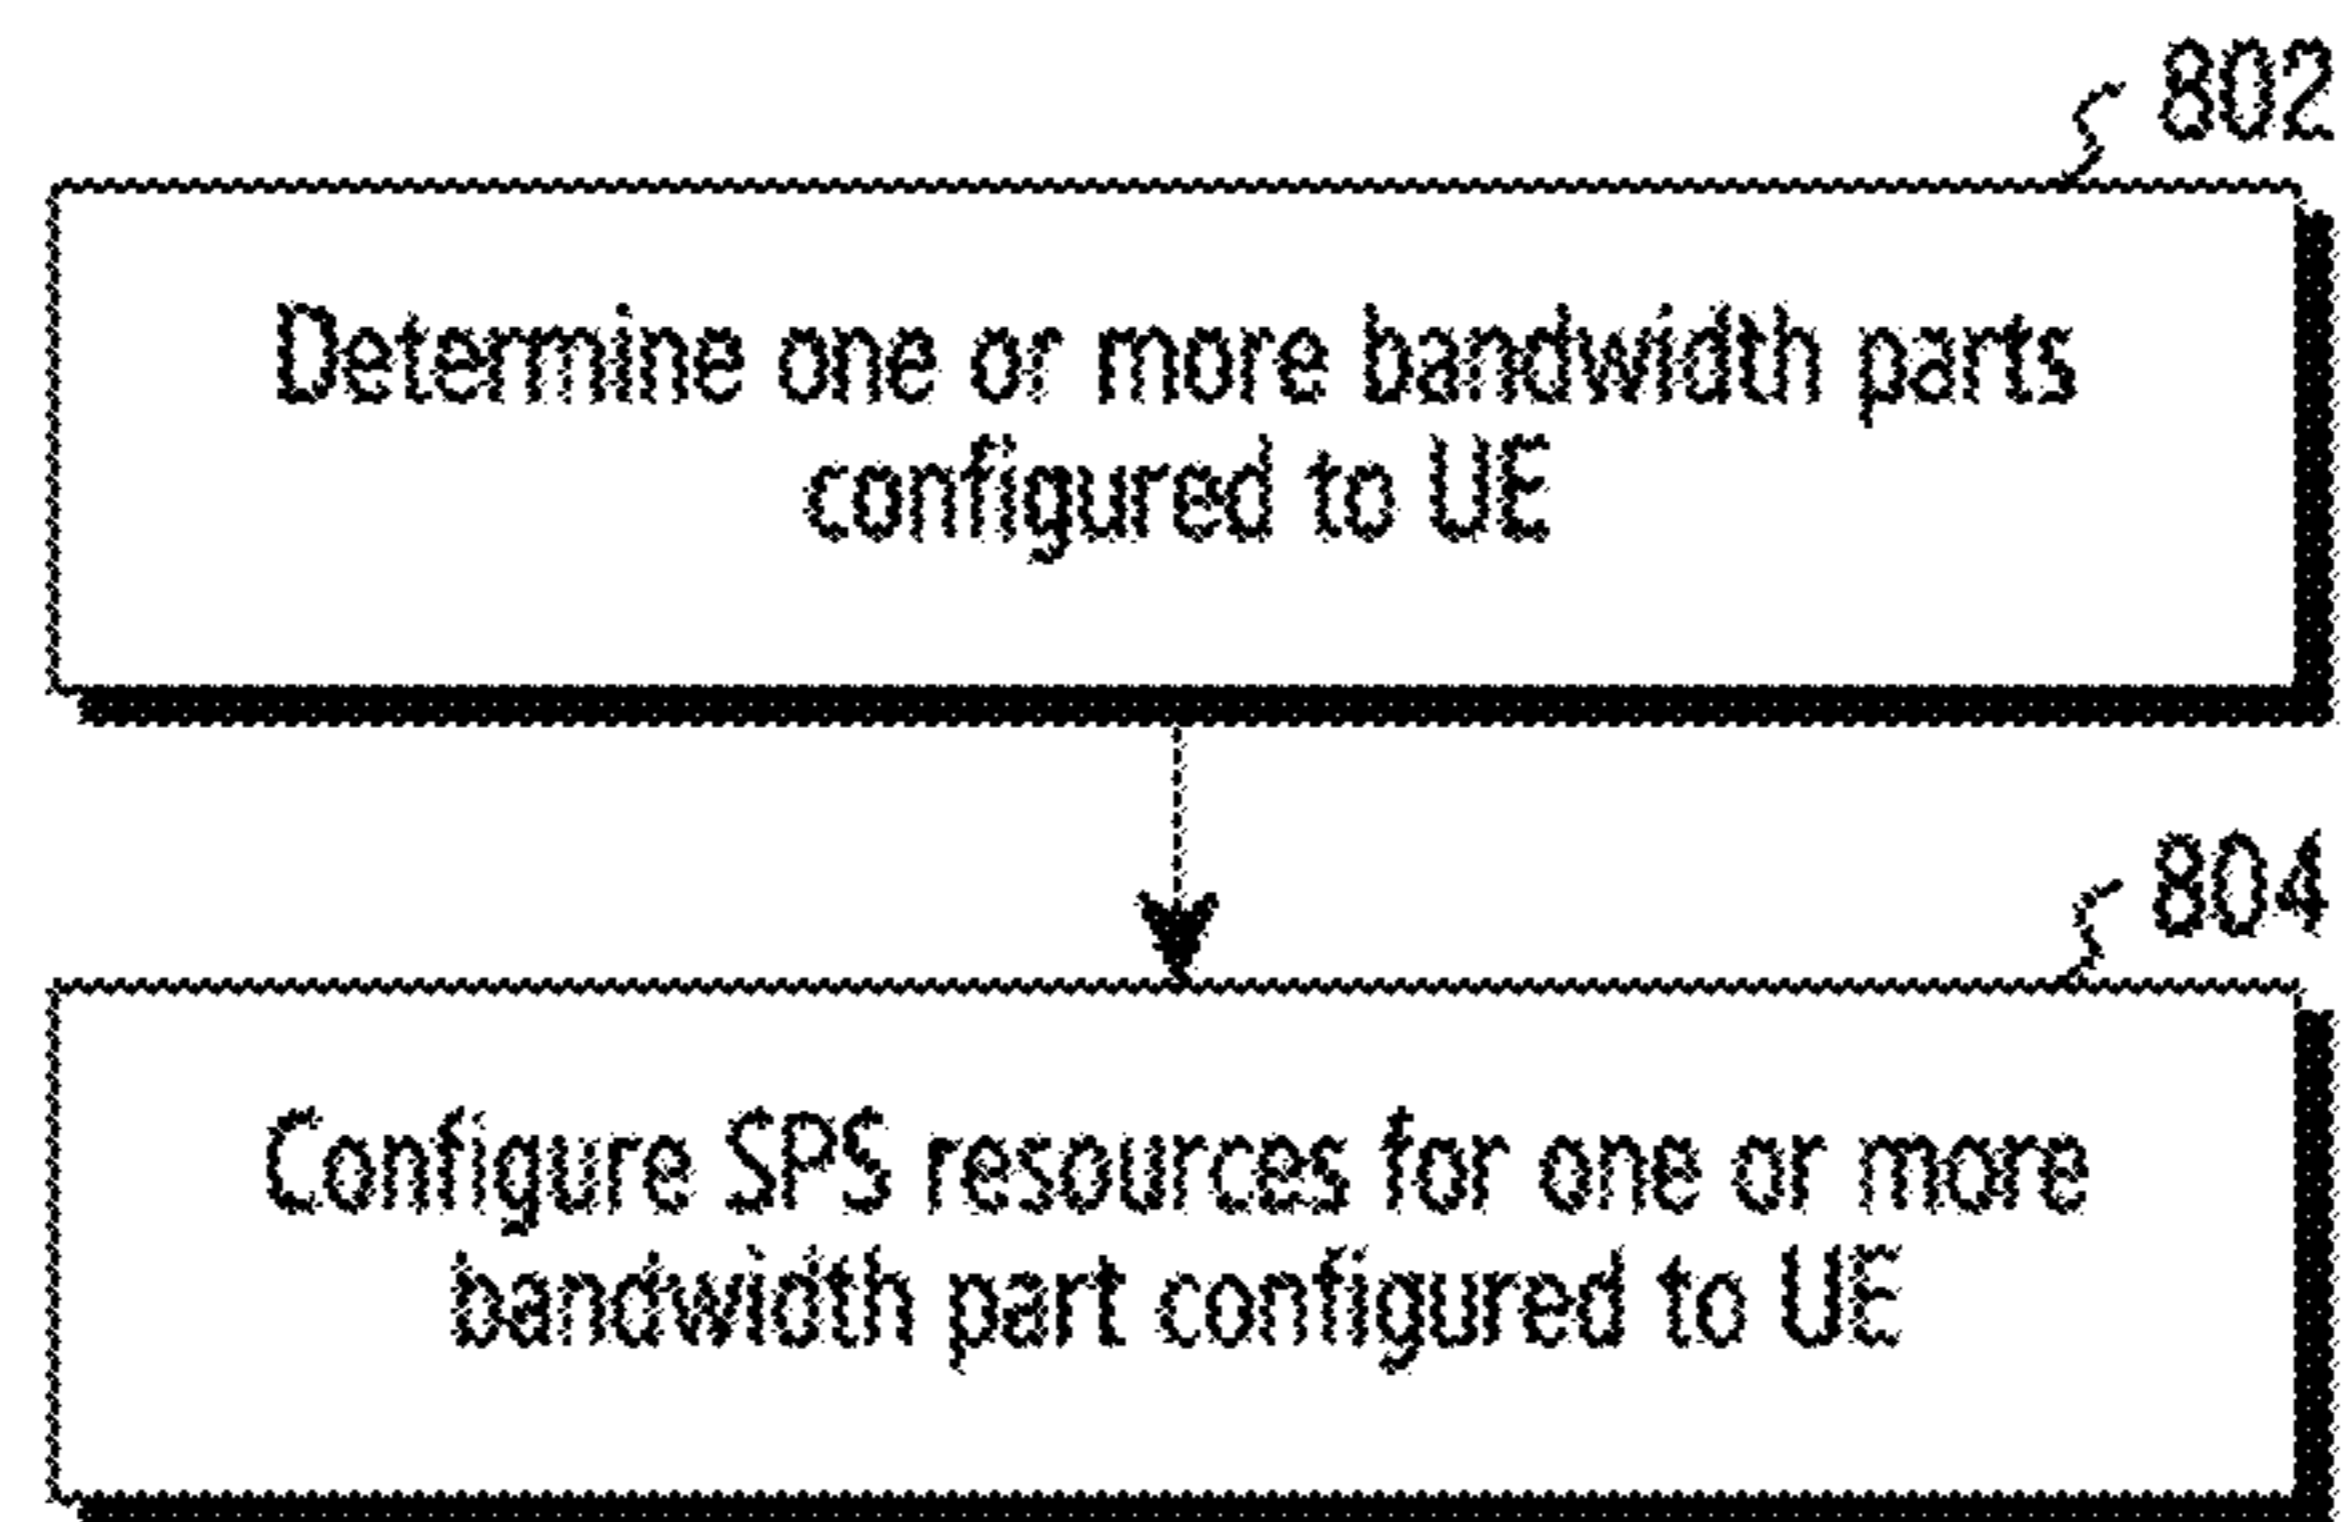 802
Determine one or more bandwidth parts
configured to UE
804
Configure SPS resources for one or more
bandwidth part configured to UE